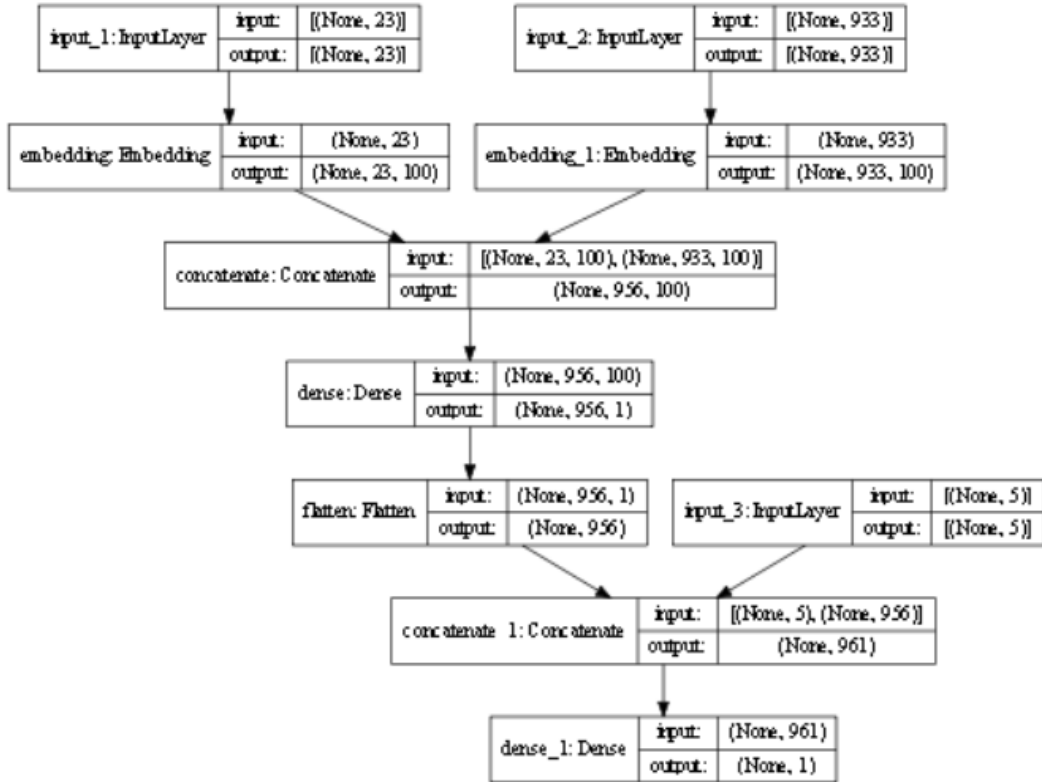 input_1: InputLayer input: [(None, 23)] output: [(None, 23)]
input_2: InputLayer input: [(None, 933)] output: [(None, 933)]
embedding: Embedding input: (None, 23) output: (None, 23, 100)
embedding_1: Embedding input: (None, 933) output: (None, 933, 100)
concatenate: Concatenate input: [(None, 23, 100), (None, 933, 100)] output: (None, 956, 100)
dense: Dense input: (None, 956, 100) output: (None, 956, 1)
flatten: Flatten input: (None, 956, 1) output: (None, 956)
input_3: InputLayer input: [(None, 5)] output: [(None, 5)]
concatenate 1: Concatenate input: [(None, 5), (None, 956)] output: (None, 961)
dense_1: Dense input: (None, 961) output: (None, 1)